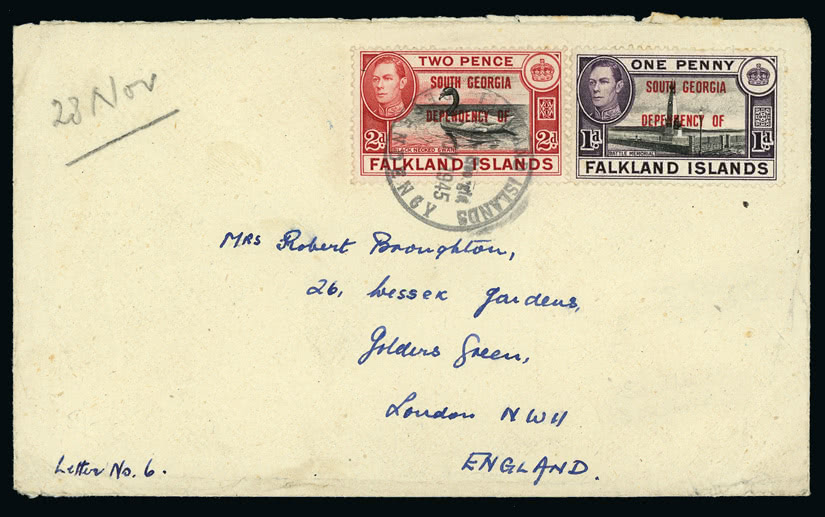 23 Nov
TWO PENCE
SOUTH GEORGIA
DEPENDENCY OF
2d 2d
BLACK NECKED SWAN
FALKLAND ISLANDS
ONE PENNY
SOUTH GEORGIA
DEPENDENCY OF
1d 1d
BATTLE MEMORIAL
FALKLAND ISLANDS
ISLANDS
1945
Mrs Robert Broughton,
26, Wessex Gardens,
Golders Green,
London NW11
ENGLAND.
Letter No. 6.